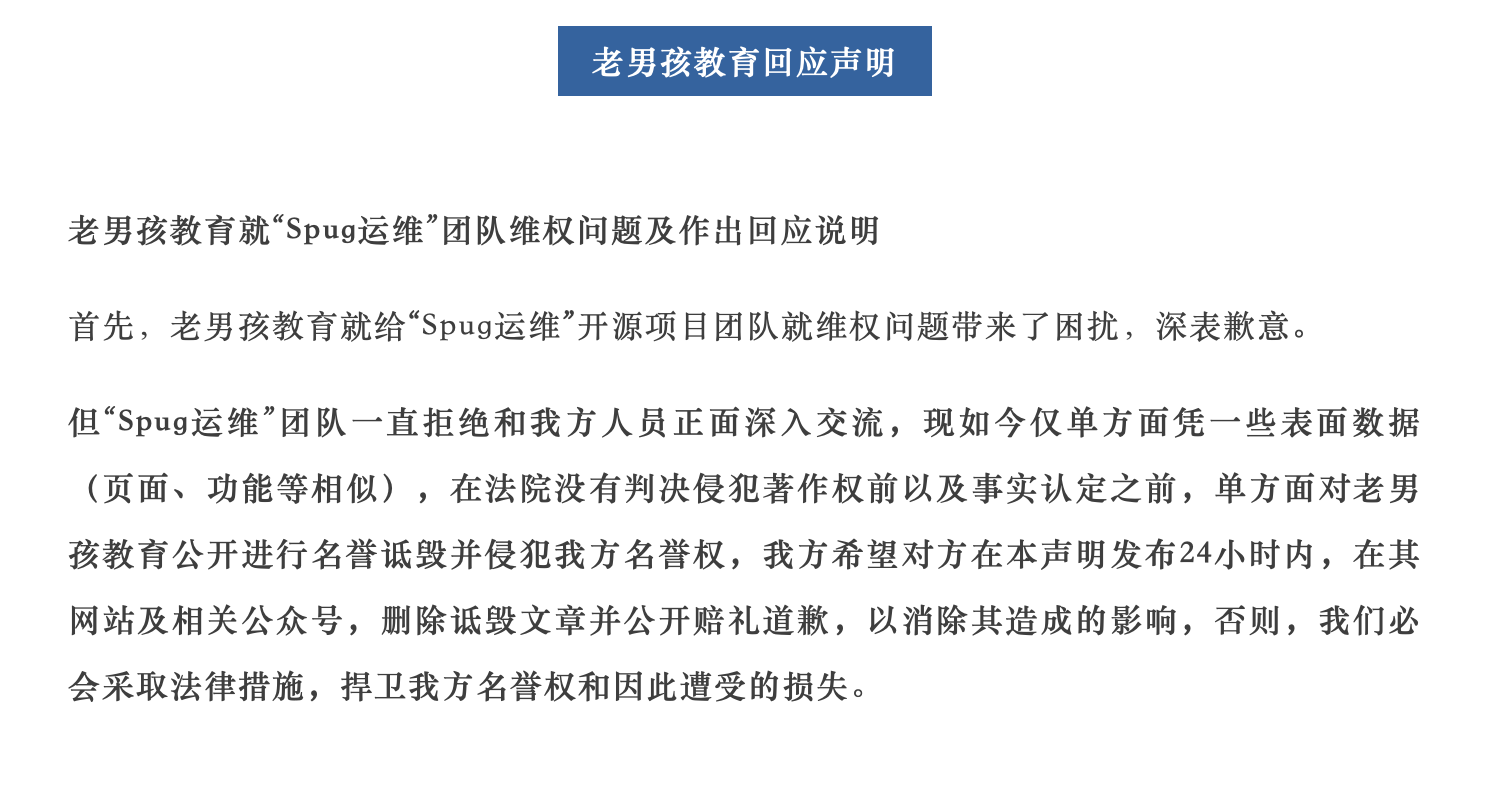 老男孩教育回应声明
老男孩教育就“Spug运维”团队维权问题及作出回应说明
首先，老男孩教育就给“Spug运维”开源项目团队就维权问题带来了困扰，深表歉意。
但“Spug运维”团队一直拒绝和我方人员正面深入交流，现如今仅单方面凭一些表面数据
（页面、功能等相似），在法院没有判决侵犯著作权前以及事实认定之前，单方面对老男
孩教育公开进行名誉诋毁并侵犯我方名誉权，我方希望对方在本声明发布24小时内，在其
网站及相关公众号，删除诋毁文章并公开赔礼道歉，以消除其造成的影响，否则，我们必
会采取法律措施，捍卫我方名誉权和因此遭受的损失。